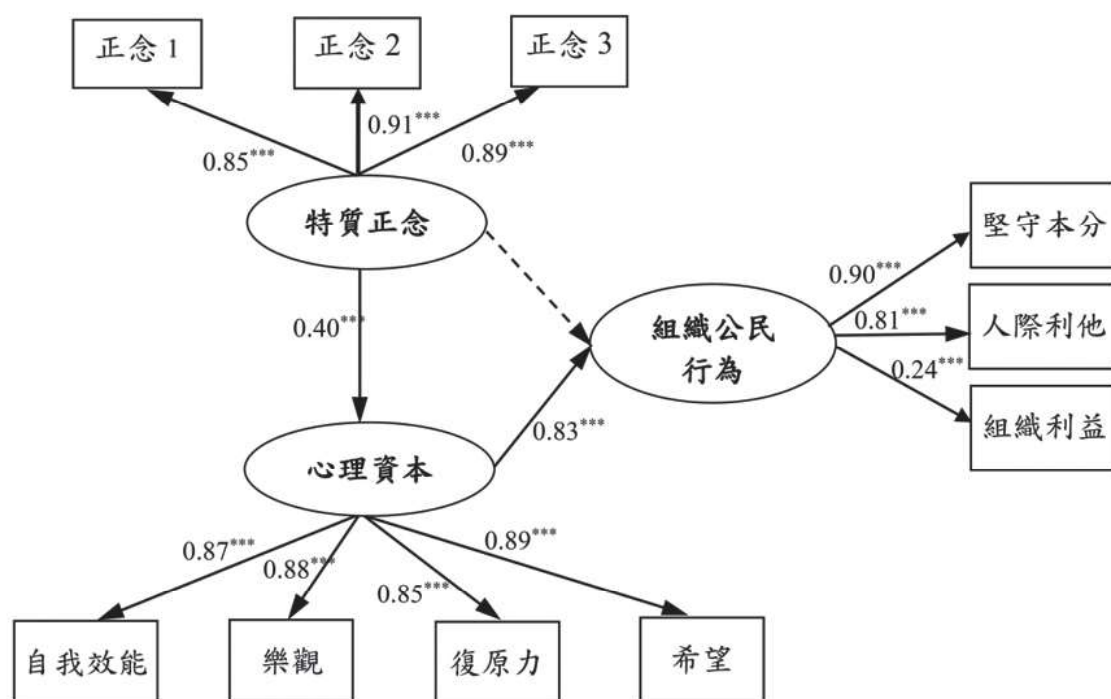 正念 1
正念 2
正念 3
0.85***
0.91***
0.89***
特質正念
0.40***
組織公民
行為
0.90***
0.81***
0.24***
堅守本分
人際利他
組織利益
0.83***
心理資本
0.87***
0.88***
0.85***
0.89***
自我效能
樂觀
復原力
希望